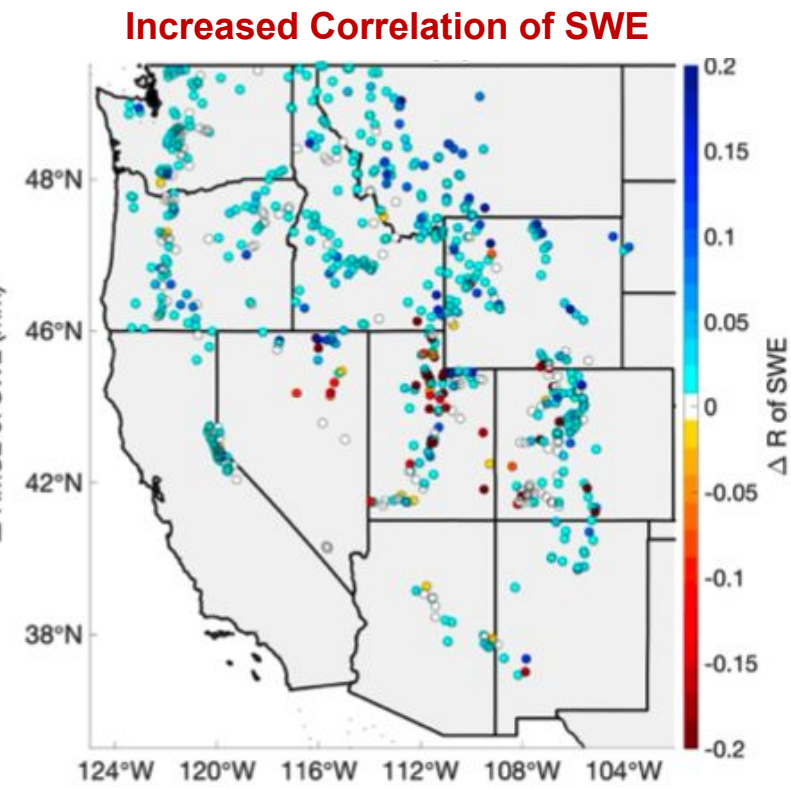 Increased Correlation of SWE
48°N
46°N
42°N
38°N
124°W 120°W 116°W 112°W 108°W 104°W
0.2
0.15
0.1
0.05
0
-0.05
-0.1
-0.15
-0.2
Δ R of SWE